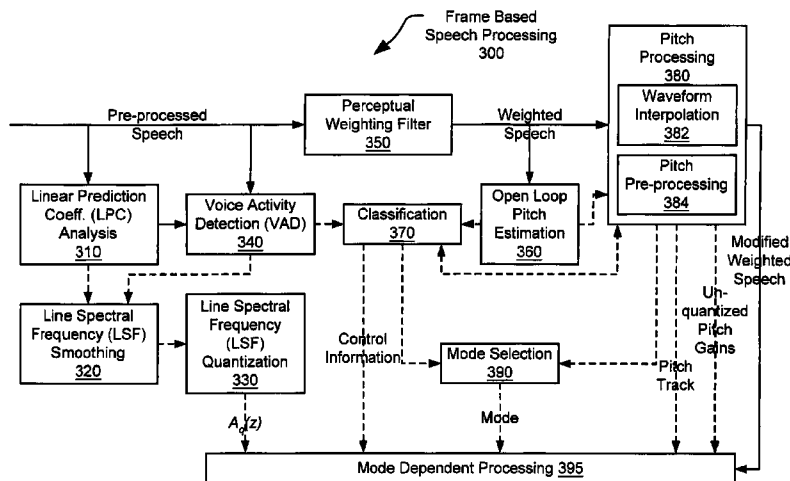 Frame Based
Speech Processing
300
Pitch
Processing
380
Waveform
Interpolation
382
Pitch
Pre-processing
384
Pre-processed
Speech
Perceptual
Weighting Filter
350
Weighted
Speech
Linear Prediction
Coeff. (LPC)
Analysis
310
Voice Activity
Detection (VAD)
340
Classification
370
Open Loop
Pitch
Estimation
360
Modified
Weighted
Speech
Line Spectral
Frequency (LSF)
Smoothing
320
Line Spectral
Frequency
(LSF)
Quantization
330
Control
Information
Mode Selection
390
Un-
quantized
Pitch
Gains
Pitch
Track
Mode
Aq(z)
Mode Dependent Processing 395